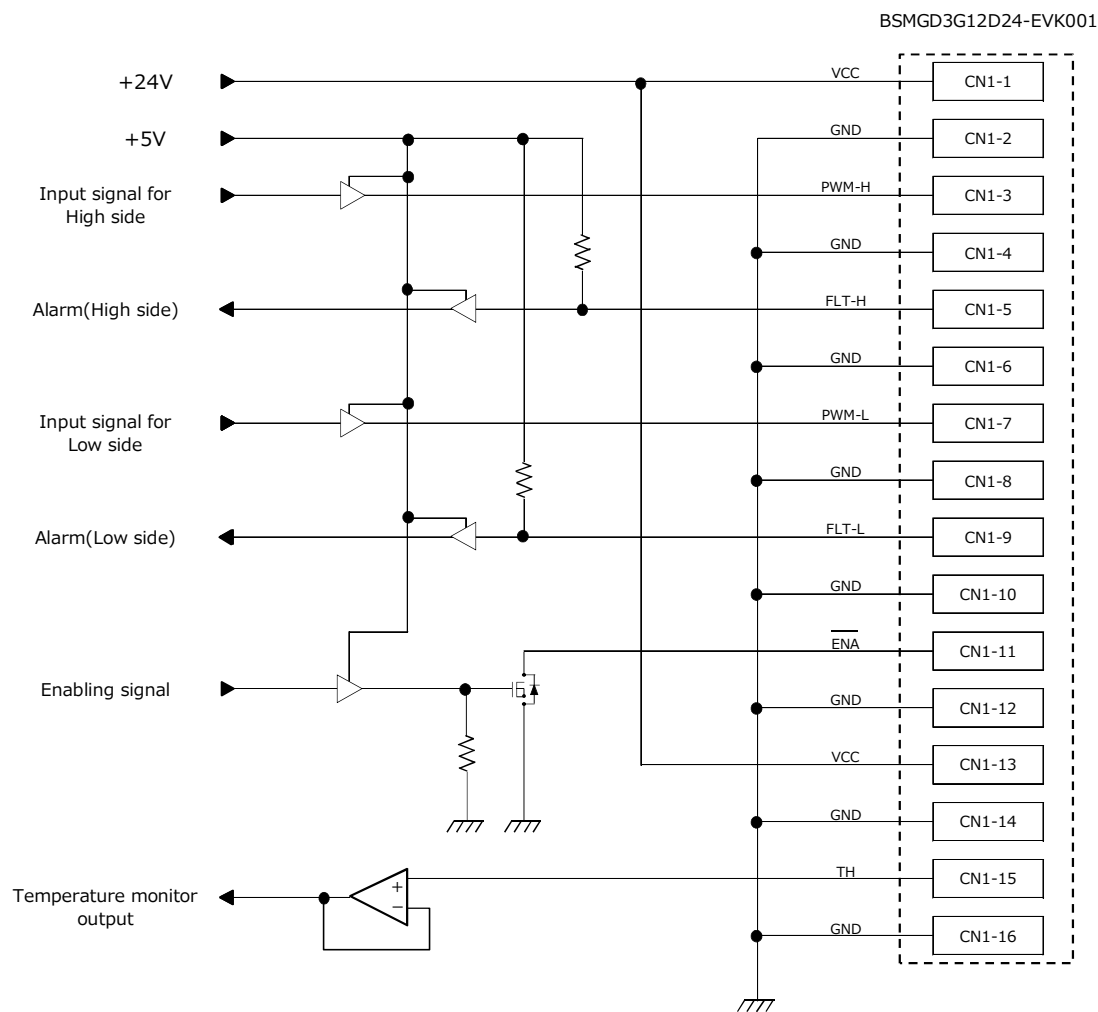 BSMGD3G12D24-EVK001
+24V
VCC
CN1-1
+5V
GND
CN1-2
Input signal for
High side
PWM-H
CN1-3
GND
CN1-4
Alarm(High side)
FLT-H
CN1-5
GND
CN1-6
Input signal for
Low side
PWM-L
CN1-7
GND
CN1-8
Alarm(Low side)
FLT-L
CN1-9
GND
CN1-10
ENA
CN1-11
Enabling signal
GND
CN1-12
VCC
CN1-13
GND
CN1-14
Temperature monitor
output
+
−
TH
CN1-15
GND
CN1-16